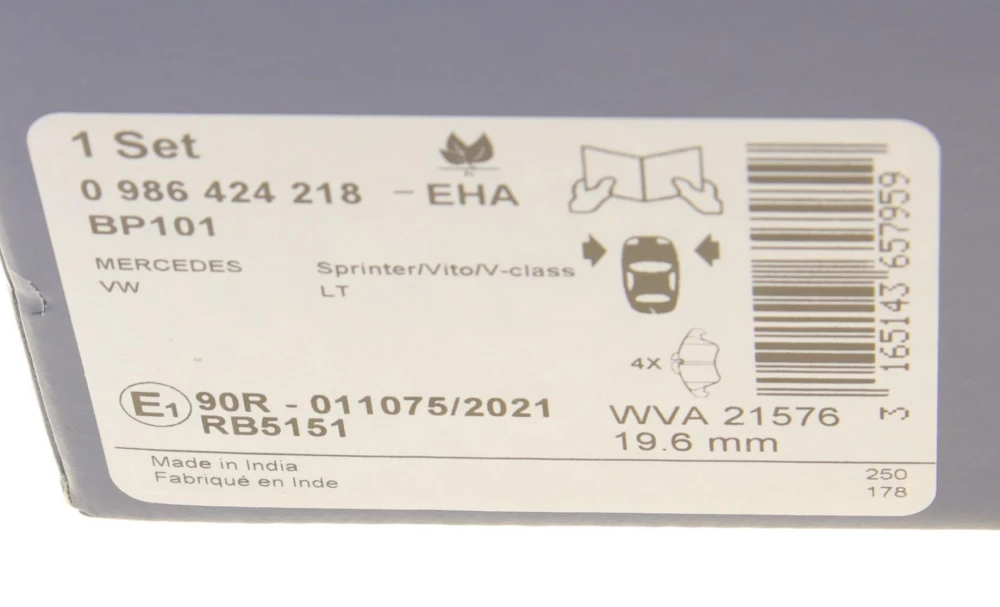 1 Set
0 986 424 218 - EHA
BP101
MERCEDES Sprinter/Vito/V-class
VW LT
4X
E1 90R - 011075/2021
RB5151
WVA 21576
19.6 mm
Made in India
Fabriqué en Inde
250
178
3 165143 657959